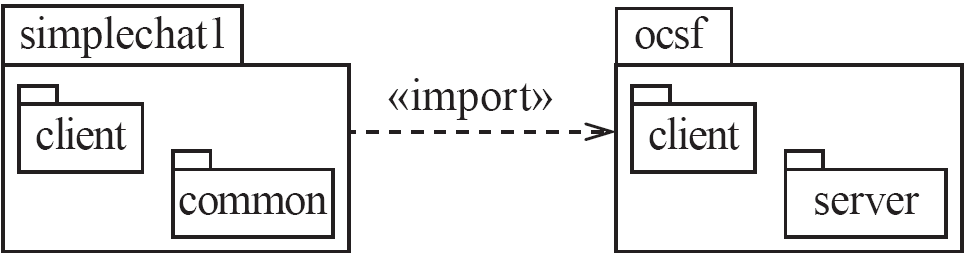 simplechat1
client
common
«import»
ocsf
client
server